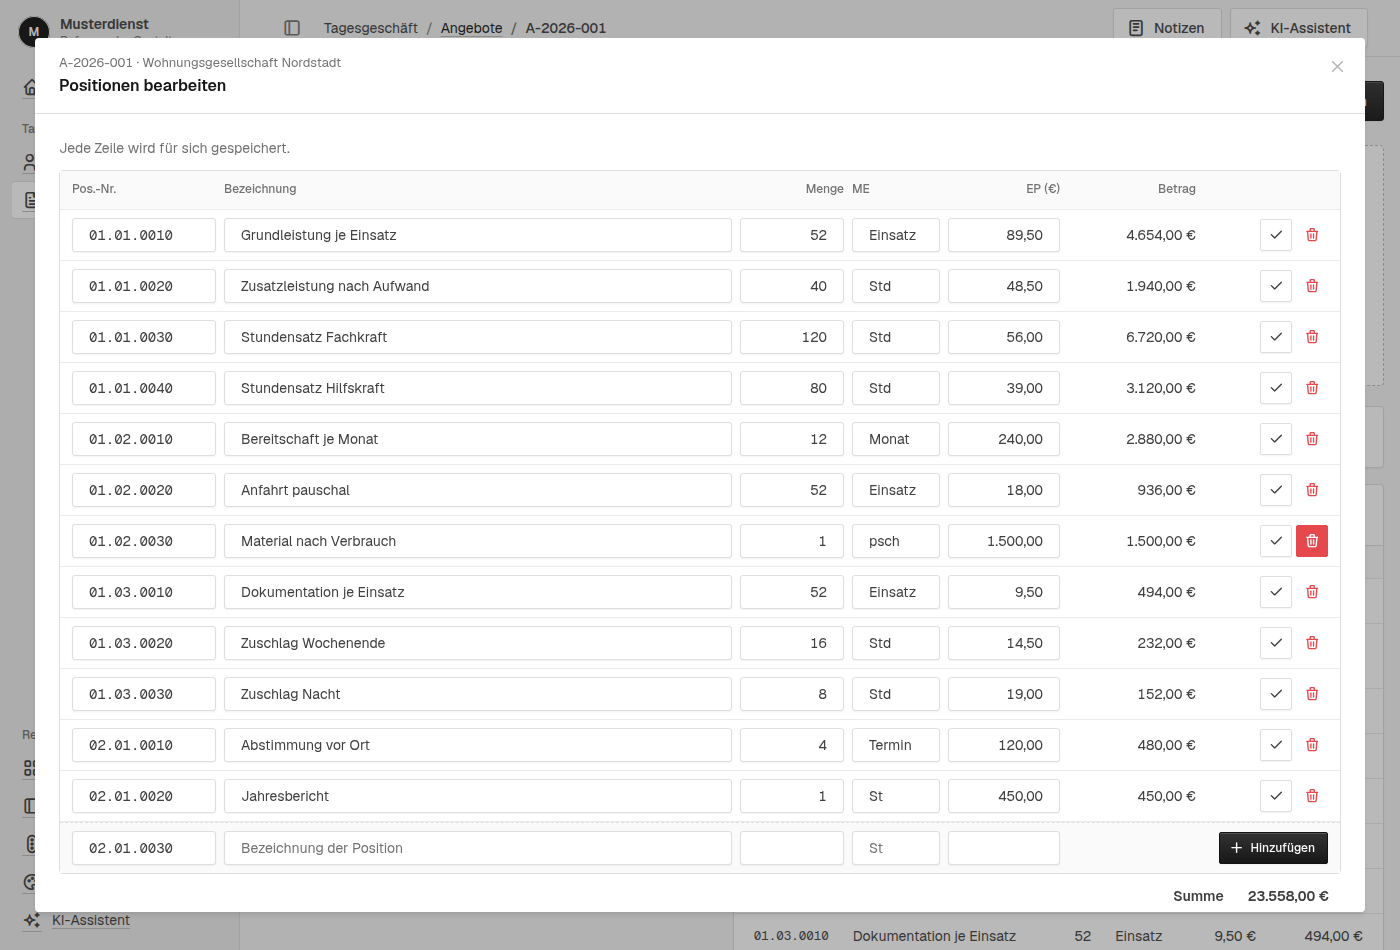 M
Musterdienst
Tagesgeschäft / Angebote / A-2026-001
Notizen
KI-Assistent
A-2026-001 · Wohnungsgesellschaft Nordstadt
Positionen bearbeiten
Jede Zeile wird für sich gespeichert.
Pos.-Nr. Bezeichnung Menge ME EP (€) Betrag
01.01.0010 Grundleistung je Einsatz 52 Einsatz 89,50 4.654,00 €
01.01.0020 Zusatzleistung nach Aufwand 40 Std 48,50 1.940,00 €
01.01.0030 Stundensatz Fachkraft 120 Std 56,00 6.720,00 €
01.01.0040 Stundensatz Hilfskraft 80 Std 39,00 3.120,00 €
01.02.0010 Bereitschaft je Monat 12 Monat 240,00 2.880,00 €
01.02.0020 Anfahrt pauschal 52 Einsatz 18,00 936,00 €
01.02.0030 Material nach Verbrauch 1 psch 1.500,00 1.500,00 €
01.03.0010 Dokumentation je Einsatz 52 Einsatz 9,50 494,00 €
01.03.0020 Zuschlag Wochenende 16 Std 14,50 232,00 €
01.03.0030 Zuschlag Nacht 8 Std 19,00 152,00 €
02.01.0010 Abstimmung vor Ort 4 Termin 120,00 480,00 €
02.01.0020 Jahresbericht 1 St 450,00 450,00 €
02.01.0030 Bezeichnung der Position St Hinzufügen
Summe 23.558,00 €
KI-Assistent
01.03.0010 Dokumentation je Einsatz 52 Einsatz 9,50 € 494,00 €